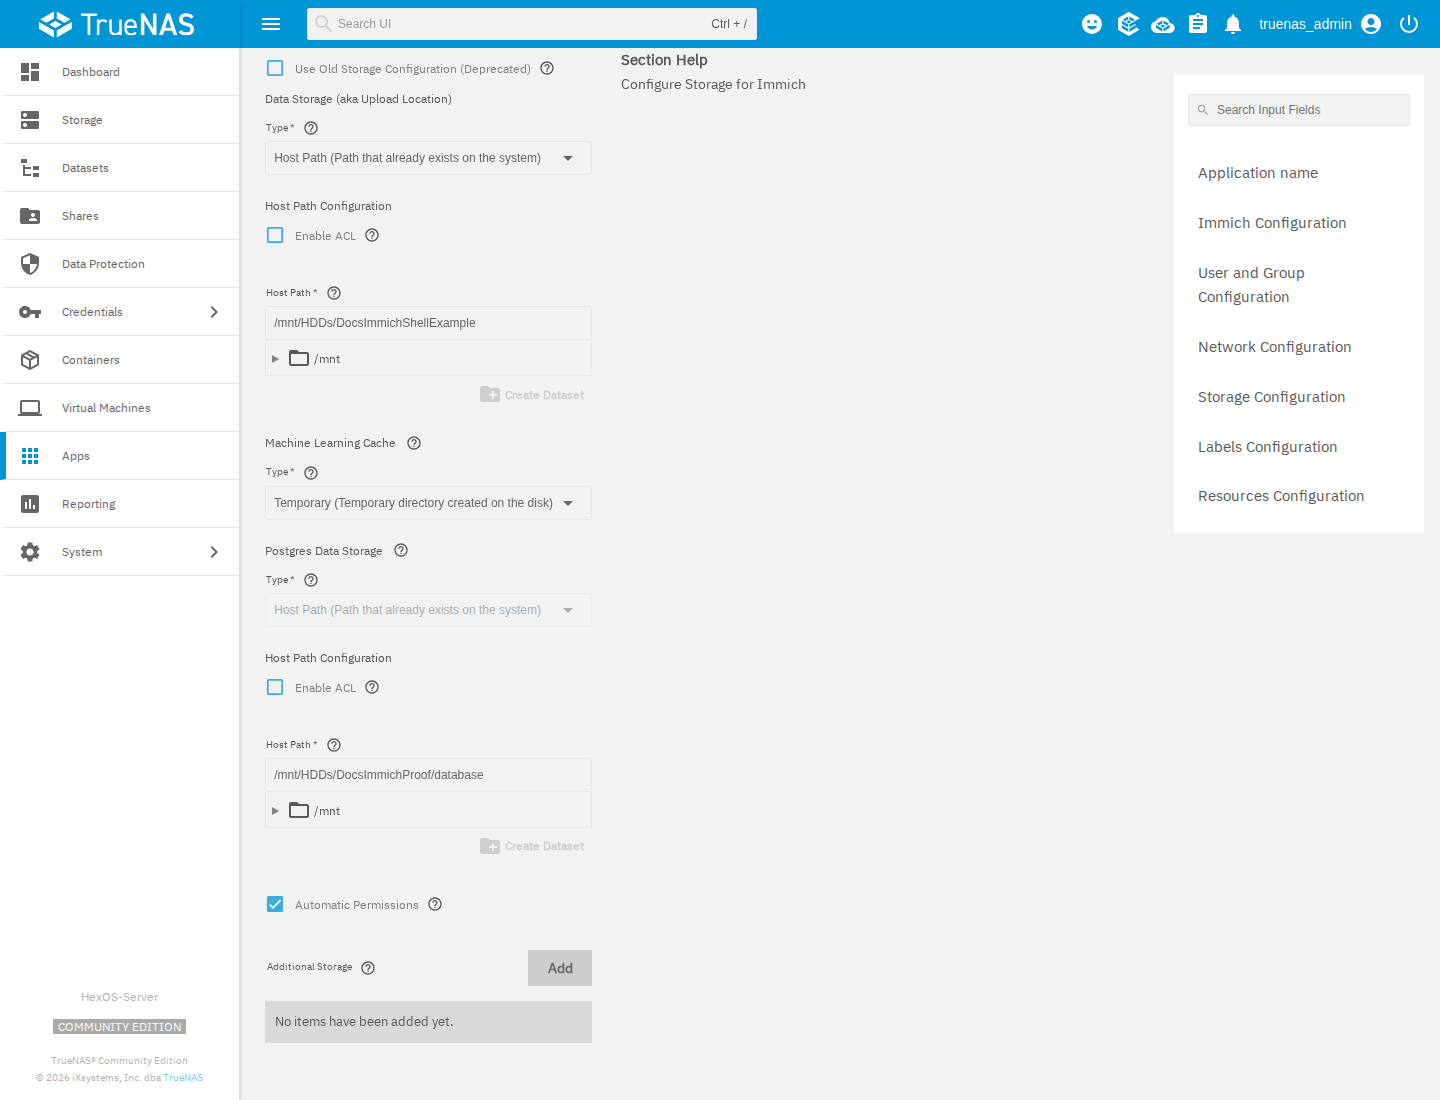 TrueNAS
Search UI
Ctrl + /
truenas_admin
Dashboard
Storage
Datasets
Shares
Data Protection
Credentials
Containers
Virtual Machines
Apps
Reporting
System
HexOS-Server
COMMUNITY EDITION
TrueNAS® Community Edition
© 2026 iXsystems, Inc. dba TrueNAS
Use Old Storage Configuration (Deprecated)
Data Storage (aka Upload Location)
Type *
Host Path (Path that already exists on the system)
Host Path Configuration
Enable ACL
Host Path *
/mnt/HDDs/DocsImmichShellExample
/mnt
Create Dataset
Machine Learning Cache
Type *
Temporary (Temporary directory created on the disk)
Postgres Data Storage
Type *
Host Path (Path that already exists on the system)
Host Path Configuration
Enable ACL
Host Path *
/mnt/HDDs/DocsImmichProof/database
/mnt
Create Dataset
Automatic Permissions
Additional Storage
Add
No items have been added yet.
Section Help
Configure Storage for Immich
Search Input Fields
Application name
Immich Configuration
User and Group
Configuration
Network Configuration
Storage Configuration
Labels Configuration
Resources Configuration